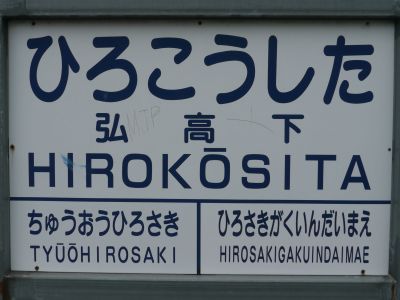 ひろこうした
弘高下
HIROKŌSITA
ちゅうおうひろさき
TYŪŌHIROSAKI
ひろさきがくいんだいまえ
HIROSAKIGAKUINDAIMAE